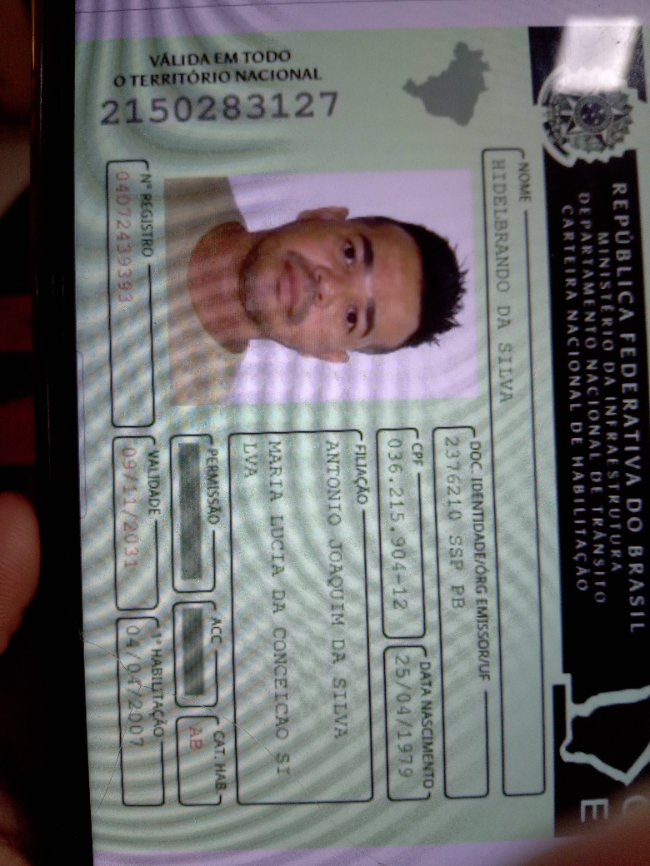 REPÚBLICA FEDERATIVA DO BRASIL
MINISTÉRIO DA INFRAESTRUTURA
DEPARTAMENTO NACIONAL DE TRÂNSITO
CARTEIRA NACIONAL DE HABILITAÇÃO
NOME
HIDELBRANDO DA SILVA
DOC. IDENTIDADE/ÓRG EMISSOR/UF
2376210 SSP PB
CPF
036.215.904-12
DATA NASCIMENTO
25/04/1979
FILIAÇÃO
ANTONIO JOAQUIM DA SILVA
MARIA LUCIA DA CONCEICAO SI
LVA
PERMISSÃO
ACC
CAT. HAB.
AB
Nº REGISTRO
04072439393
VALIDADE
09/11/2031
1ª HABILITAÇÃO
04/04/2007
VÁLIDA EM TODO
O TERRITÓRIO NACIONAL
2150283127